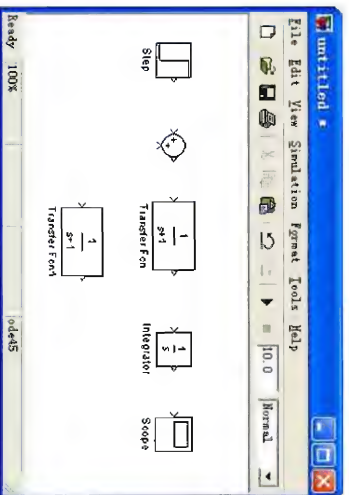 untitled *
File Edit View Simulation Format Tools Help
10.0 Normal
Step
+
+
1
s+1
Transfer Fcn
1
s
Integrator
Scope
1
s+1
Transfer Fcn1
Ready 100% ode45